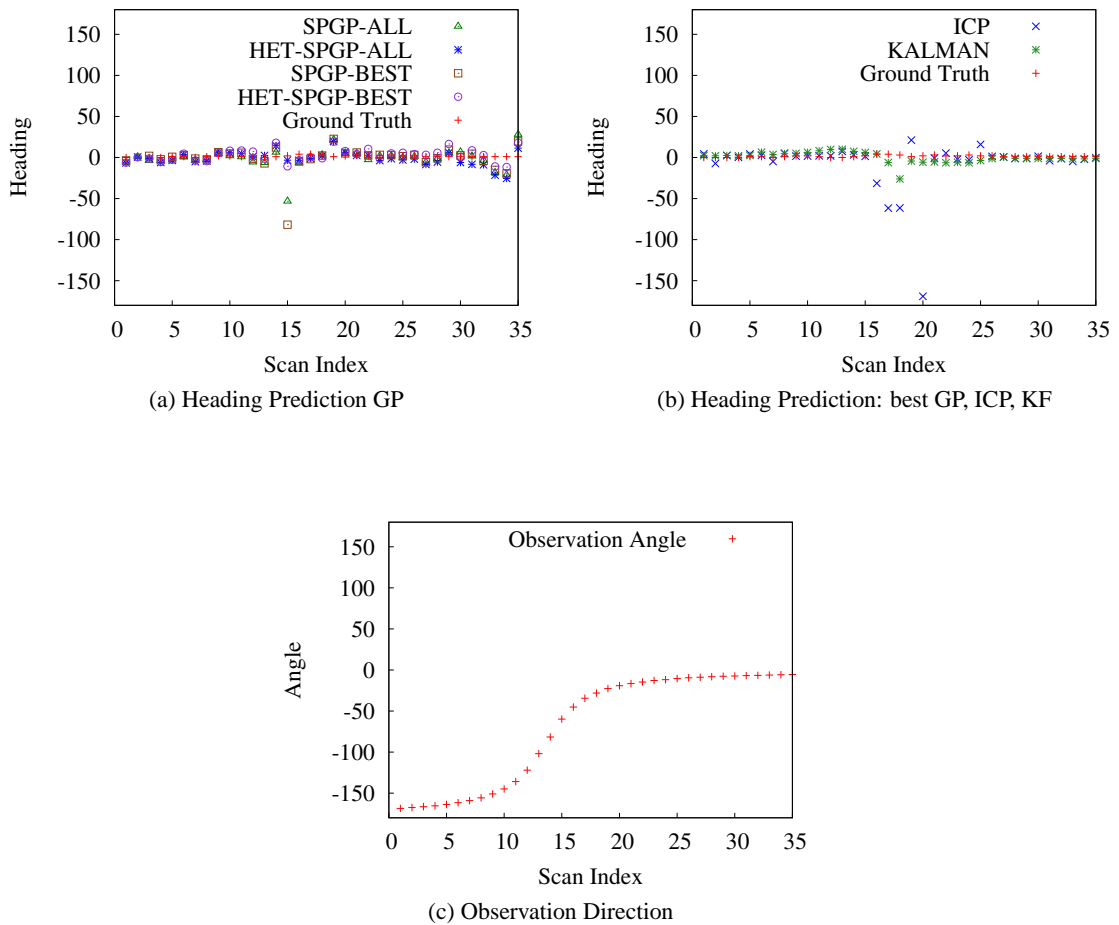 SPGP-ALL
HET-SPGP-ALL
SPGP-BEST
HET-SPGP-BEST
Ground Truth
150
100
50
0
-50
-100
-150
Heading
0 5 10 15 20 25 30 35
Scan Index
(a) Heading Prediction GP
ICP
KALMAN
Ground Truth
150
100
50
0
-50
-100
-150
Heading
0 5 10 15 20 25 30 35
Scan Index
(b) Heading Prediction: best GP, ICP, KF
Observation Angle
150
100
50
0
-50
-100
-150
Angle
0 5 10 15 20 25 30 35
Scan Index
(c) Observation Direction